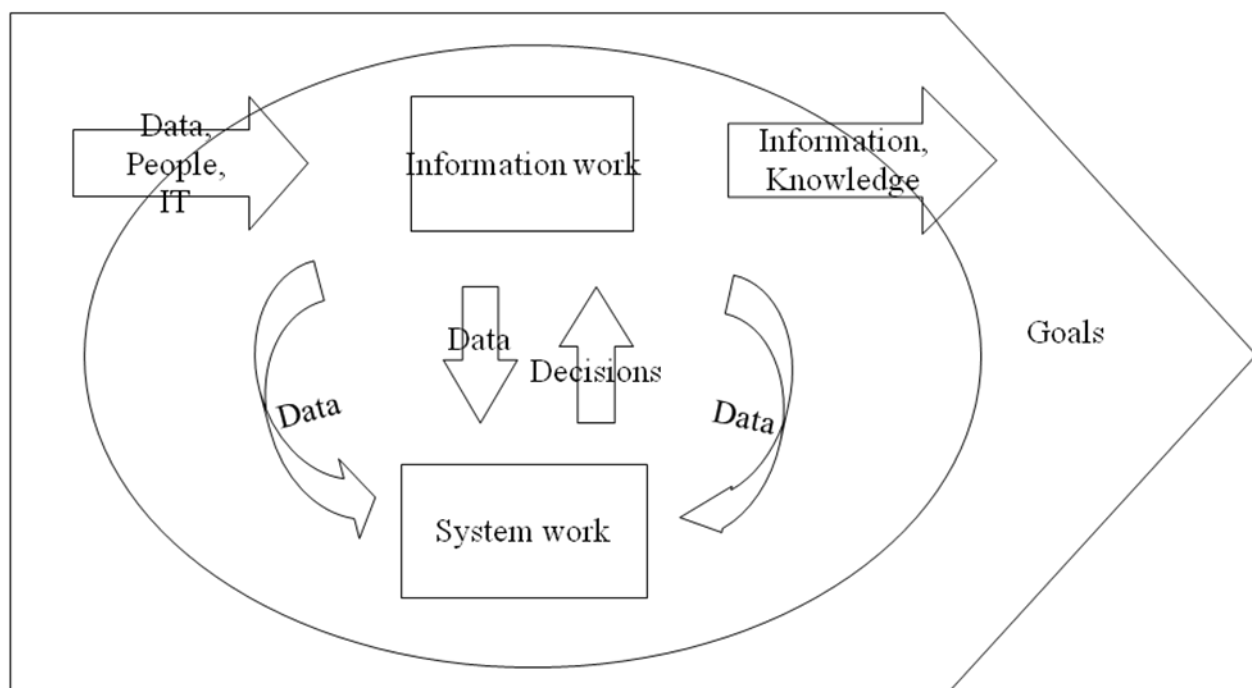 Data,
People,
IT
Information work
Information,
Knowledge
Goals
Data
Decisions
Data
Data
System work